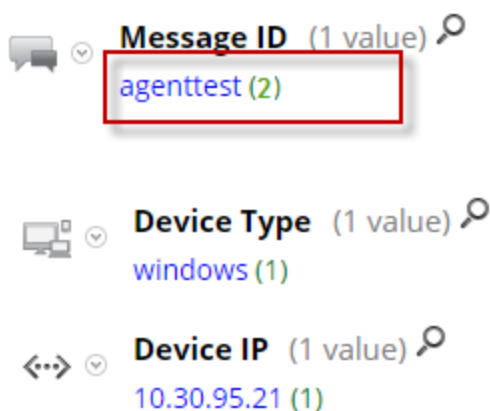 Message ID (1 value)
agenttest (2)
Device Type (1 value)
windows (1)
Device IP (1 value)
10.30.95.21 (1)